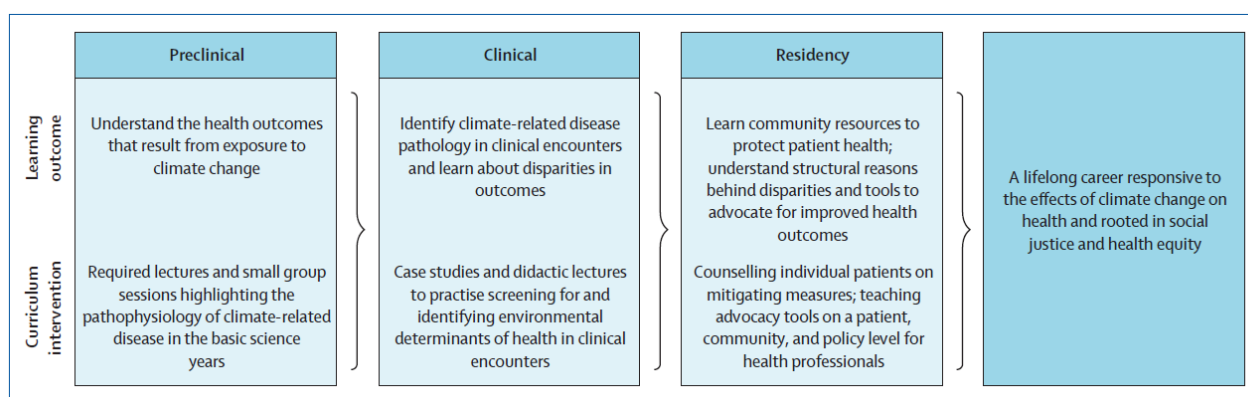 Preclinical
Clinical
Residency
Learning
outcome
Understand the health outcomes
that result from exposure to
climate change
Identify climate-related disease
pathology in clinical encounters
and learn about disparities in
outcomes
Learn community resources to
protect patient health;
understand structural reasons
behind disparities and tools to
advocate for improved health
outcomes
A lifelong career responsive to
the effects of climate change on
health and rooted in social
justice and health equity
Curriculum
intervention
Required lectures and small group
sessions highlighting the
pathophysiology of climate-related
disease in the basic science
years
Case studies and didactic lectures
to practise screening for and
identifying environmental
determinants of health in clinical
encounters
Counselling individual patients on
mitigating measures; teaching
advocacy tools on a patient,
community, and policy level for
health professionals